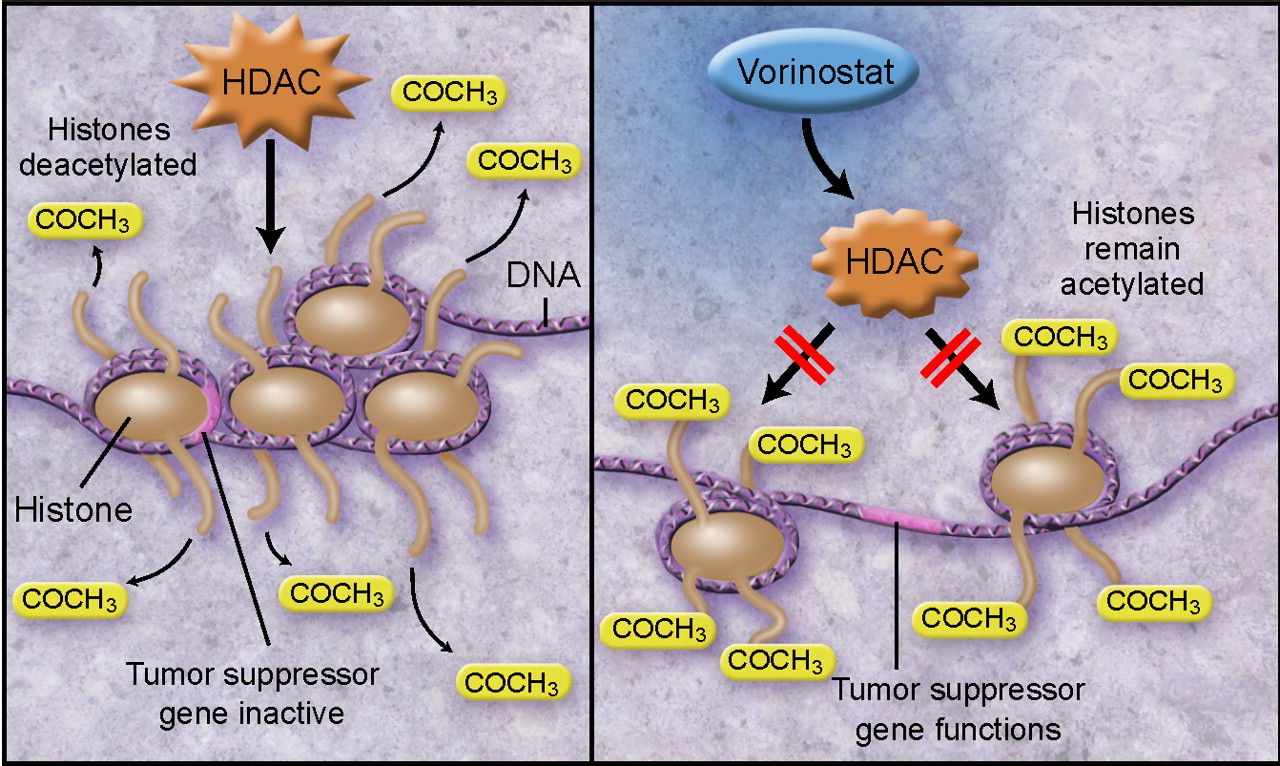 HDAC
COCH₃
Histones
deacetylated
COCH₃
COCH₃
DNA
Histone
COCH₃
COCH₃
COCH₃
Tumor suppressor
gene inactive
Vorinostat
HDAC
Histones
remain
acetylated
COCH₃
COCH₃
COCH₃
COCH₃
COCH₃
COCH₃
COCH₃
COCH₃
Tumor suppressor
gene functions